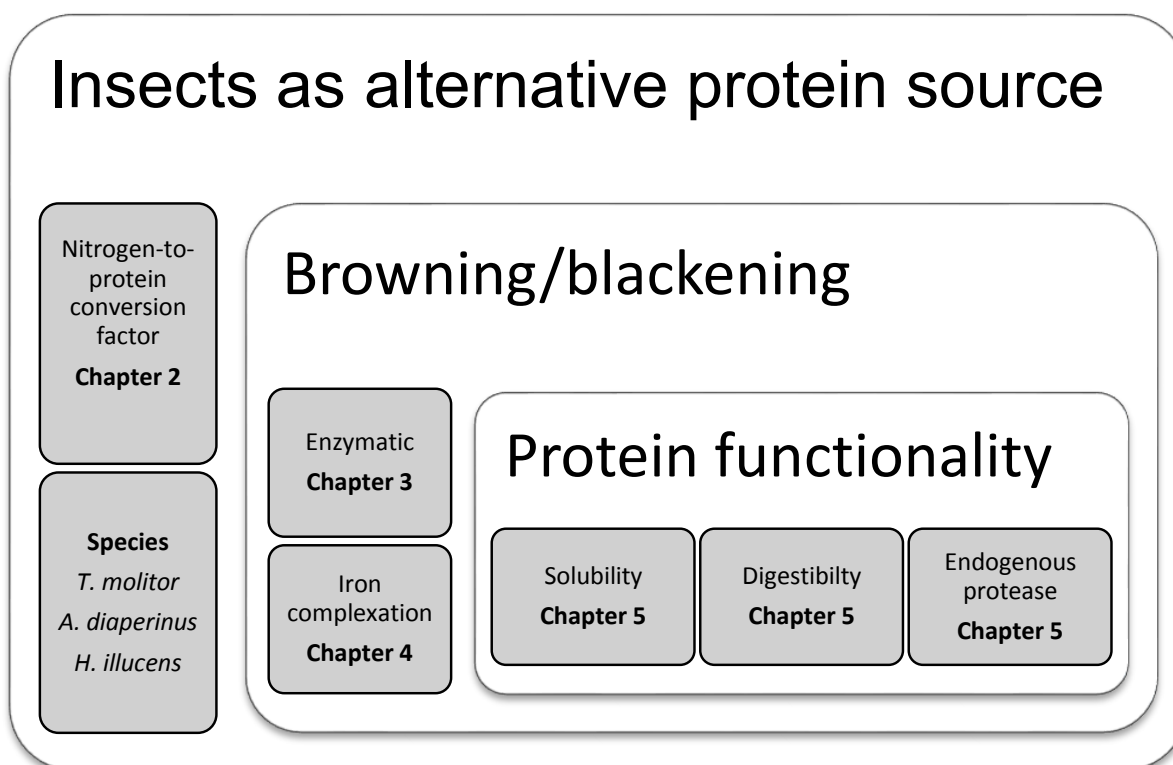 Insects as alternative protein source
Nitrogen-to-
protein
conversion
factor
Chapter 2
Species
T. molitor
A. diaperinus
H. illucens
Browning/blackening
Enzymatic
Chapter 3
Iron
complexation
Chapter 4
Protein functionality
Solubility
Chapter 5
Digestibilty
Chapter 5
Endogenous
protease
Chapter 5